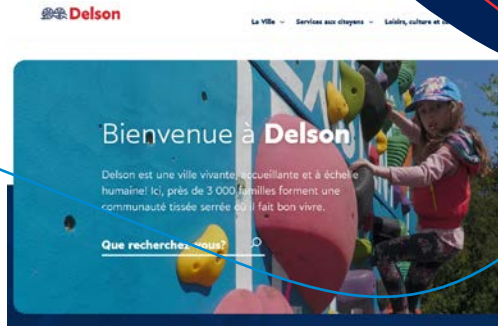 Delson
La Ville Services aux citoyens Loisirs, culture et
Bienvenue à Delson
Delson est une ville vivante, accueillante et à échelle
humaine! Ici, près de 3 000 familles forment une
communauté tissée serrée où il fait bon vivre.
Que recherchez-vous?